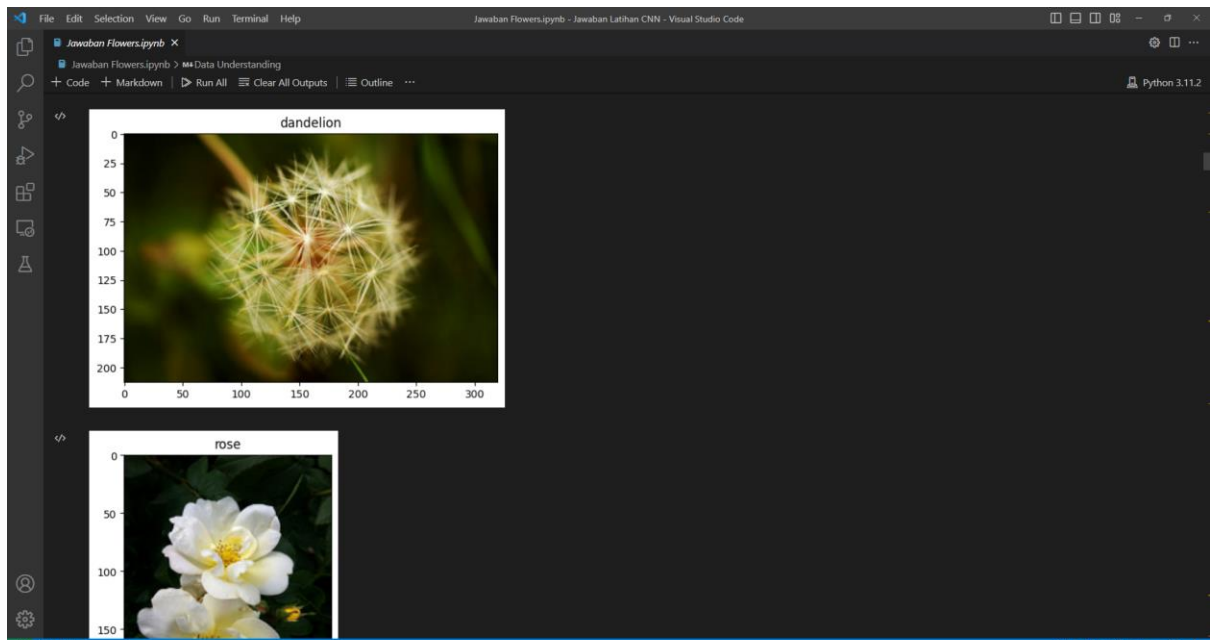 File Edit Selection View Go Run Terminal Help
Jawaban Flowers.ipynb - Jawaban Latihan CNN - Visual Studio Code
Jawaban Flowers.ipynb
Jawaban Flowers.ipynb > M↓ Data Understanding
+ Code + Markdown | Run All Clear All Outputs | Outline ...
Python 3.11.2
dandelion
0
25
50
75
100
125
150
175
200
0 50 100 150 200 250 300
rose
0
50
100
150